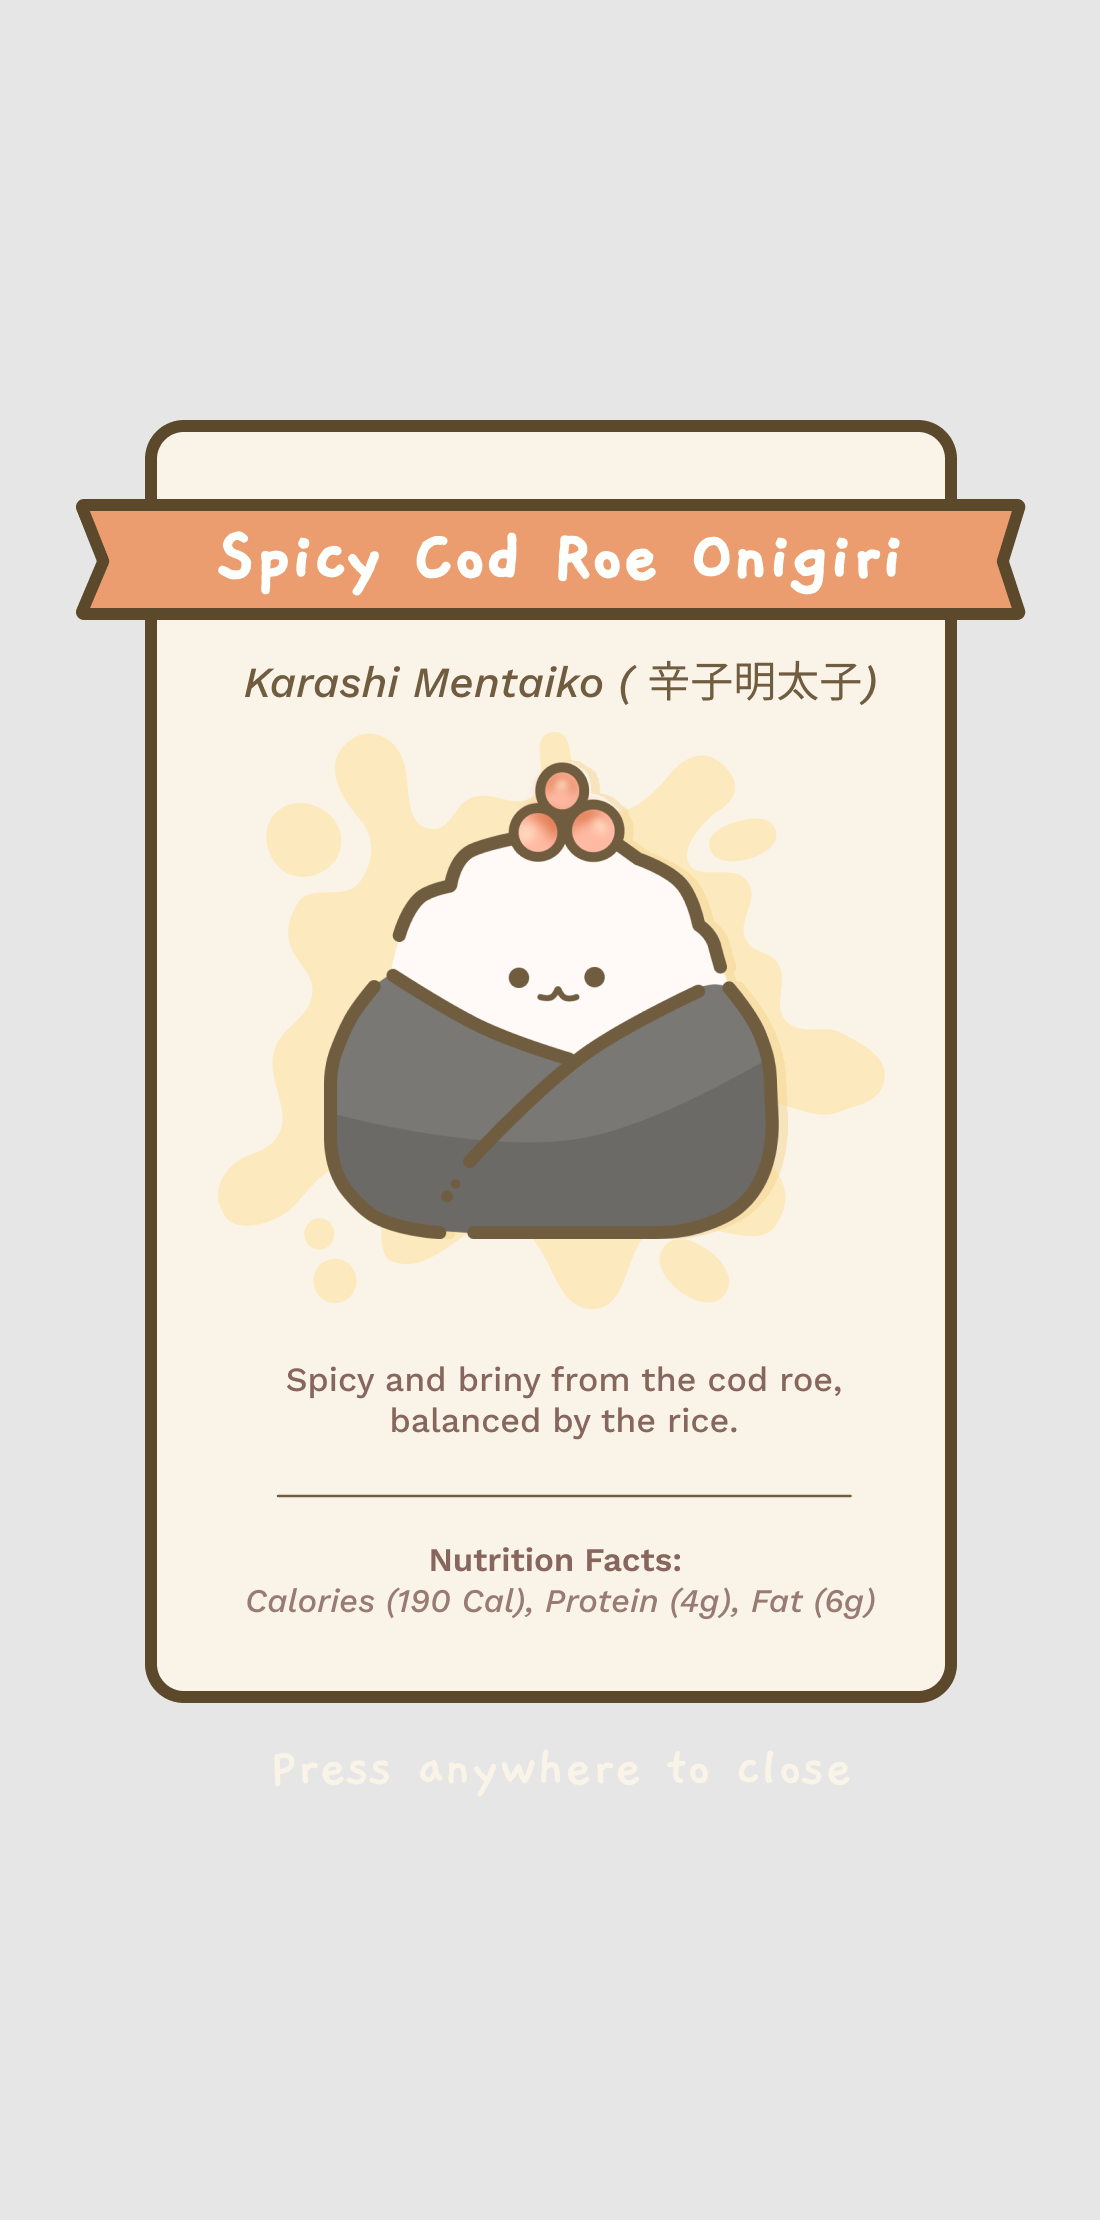 Spicy Cod Roe Onigiri
Karashi Mentaiko ( 辛子明太子)
Spicy and briny from the cod roe,
balanced by the rice.
Nutrition Facts:
Calories (190 Cal), Protein (4g), Fat (6g)
Press anywhere to close